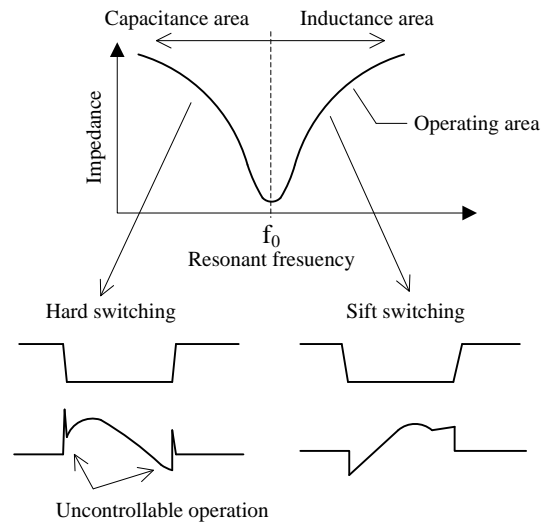 Capacitance area
Inductance area
Impedance
Operating area
f0
Resonant fresuency
Hard switching
Sift switching
Uncontrollable operation